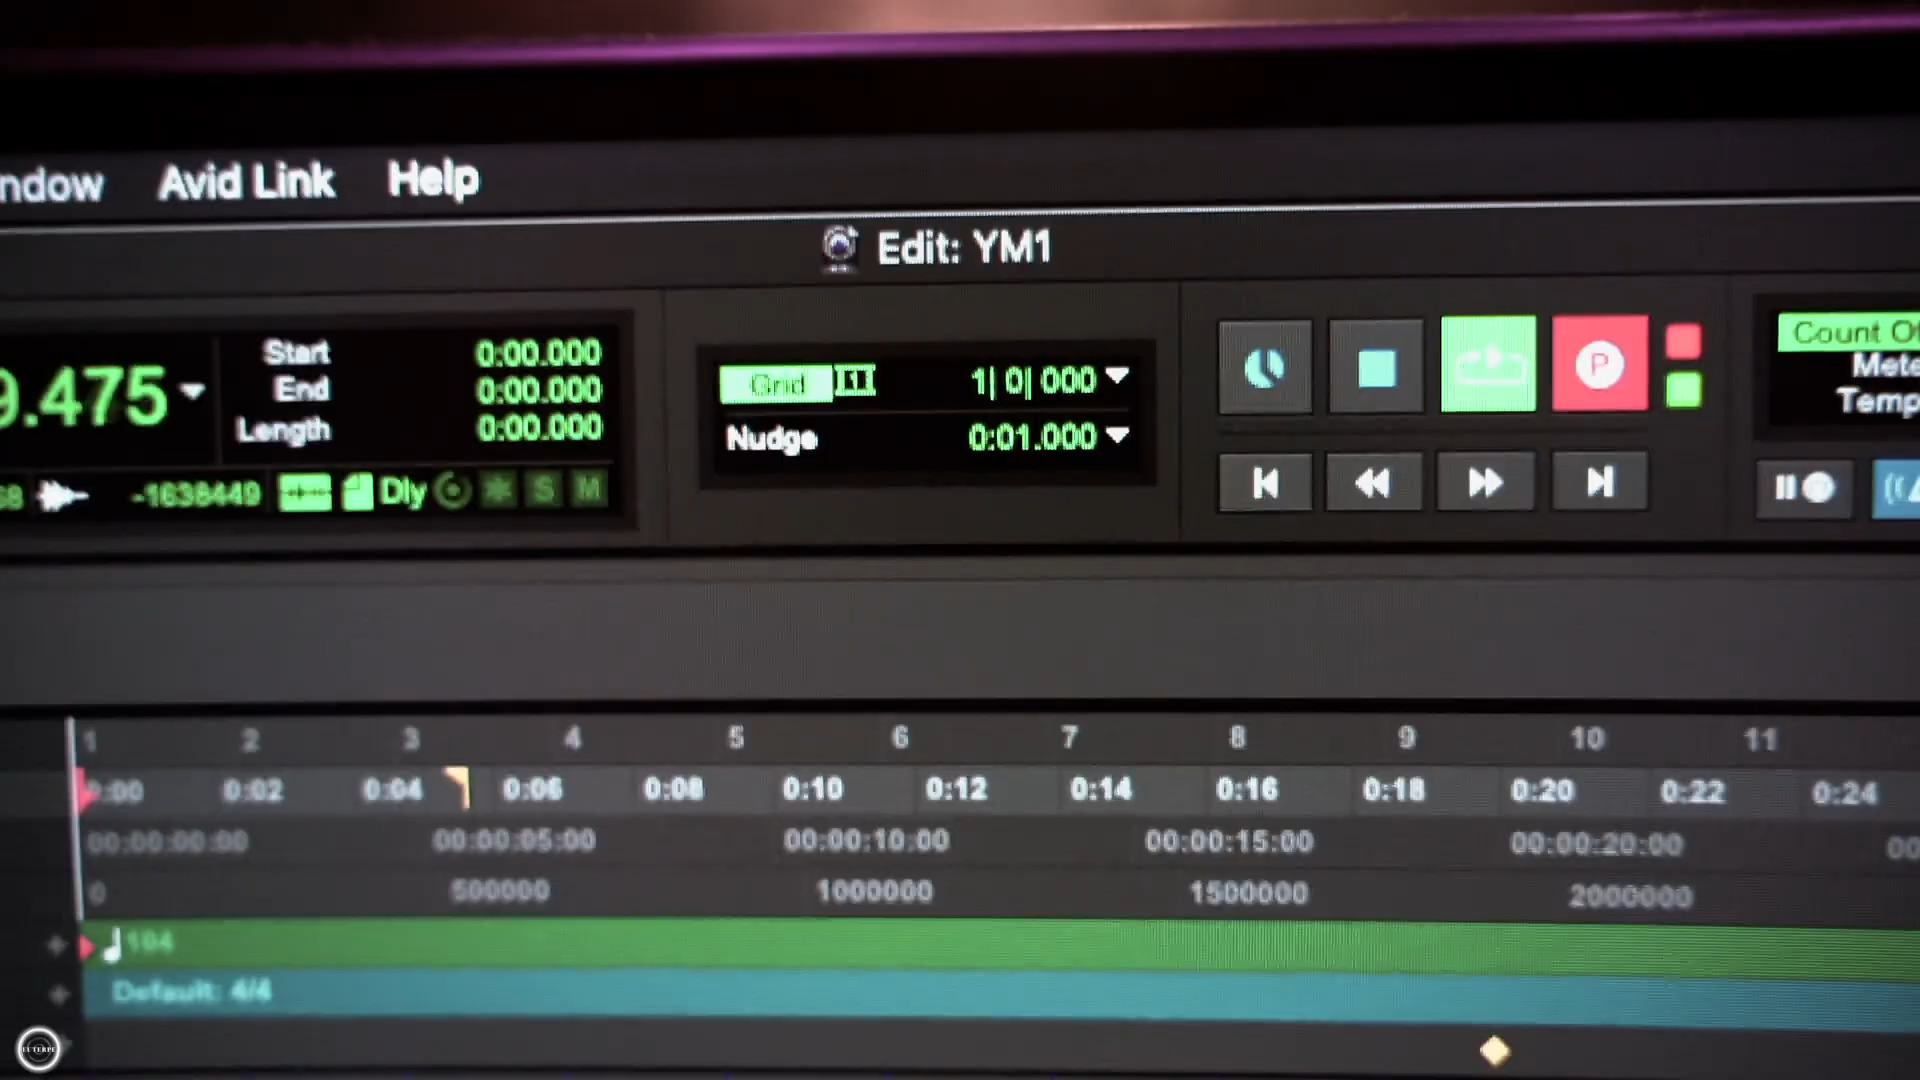 ndow Avid Link Help
Edit: YM1
9.475
Start 0:00.000
End 0:00.000
Length 0:00.000
Grid 1| 0| 000
Nudge 0:01.000
P
Count Of
Mete
Temp
68 -1638449 Dly S M
1 2 3 4 5 6 7 8 9 10 11
0:00 0:02 0:04 0:06 0:08 0:10 0:12 0:14 0:16 0:18 0:20 0:22 0:24
00:00:00:00 00:00:05:00 00:00:10:00 00:00:15:00 00:00:20:00 00
0 500000 1000000 1500000 2000000
104
Default: 4/4
EUTERPE